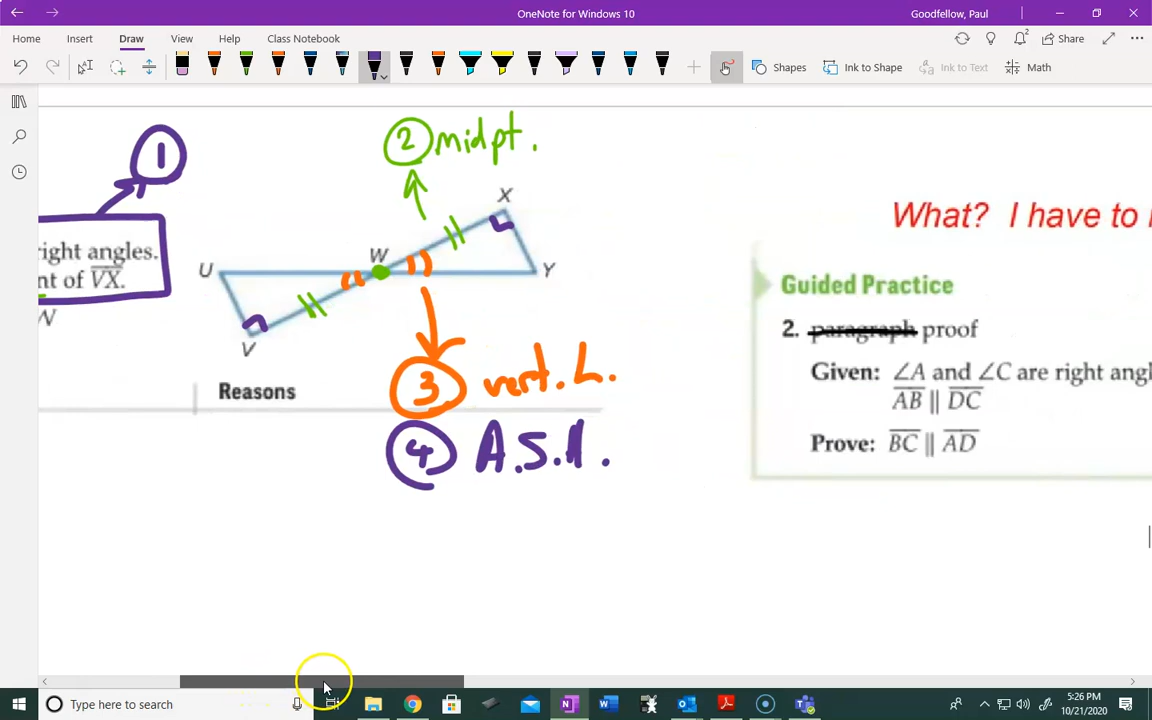 OneNote for Windows 10
Goodfellow, Paul
Home Insert Draw View Help Class Notebook
Share
Shapes Ink to Shape Ink to Text Math
1
2 midpt.
ight angles.
nt of VX.
W
U
W
X
Y
V
Reasons
3 vert. L.
4 A.S.A.
What? I have to
Guided Practice
2. paragraph proof
Given: ∠A and ∠C are right ang
AB || DC
Prove: BC || AD
Type here to search
5:26 PM
10/21/2020